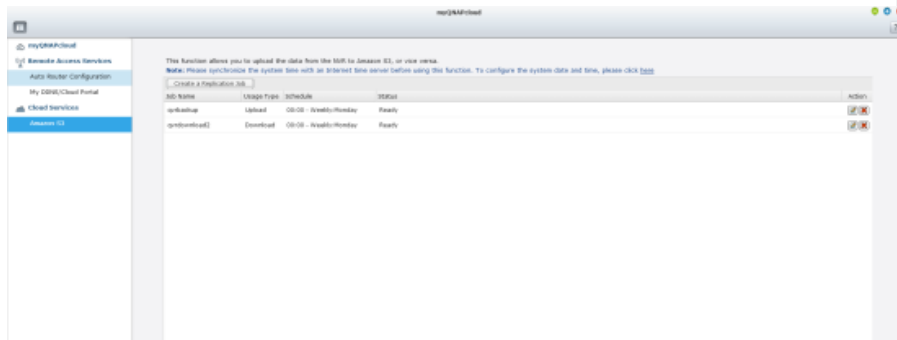 myQNAPcloud
myQNAPcloud
Remote Access Services
Auto Router Configuration
My DDNS/Cloud Portal
Cloud Services
Amazon S3
This function allows you to upload the data from the NVR to Amazon S3, or vice versa.
Note: Please synchronize the system time with an Internet time server before using this function. To configure the system date and time, please click here
Create a Replication Job
Job Name Usage Type Schedule Status Action
Upload 00:00 - Weekly:Monday Ready
Download 00:00 - Weekly:Monday Ready